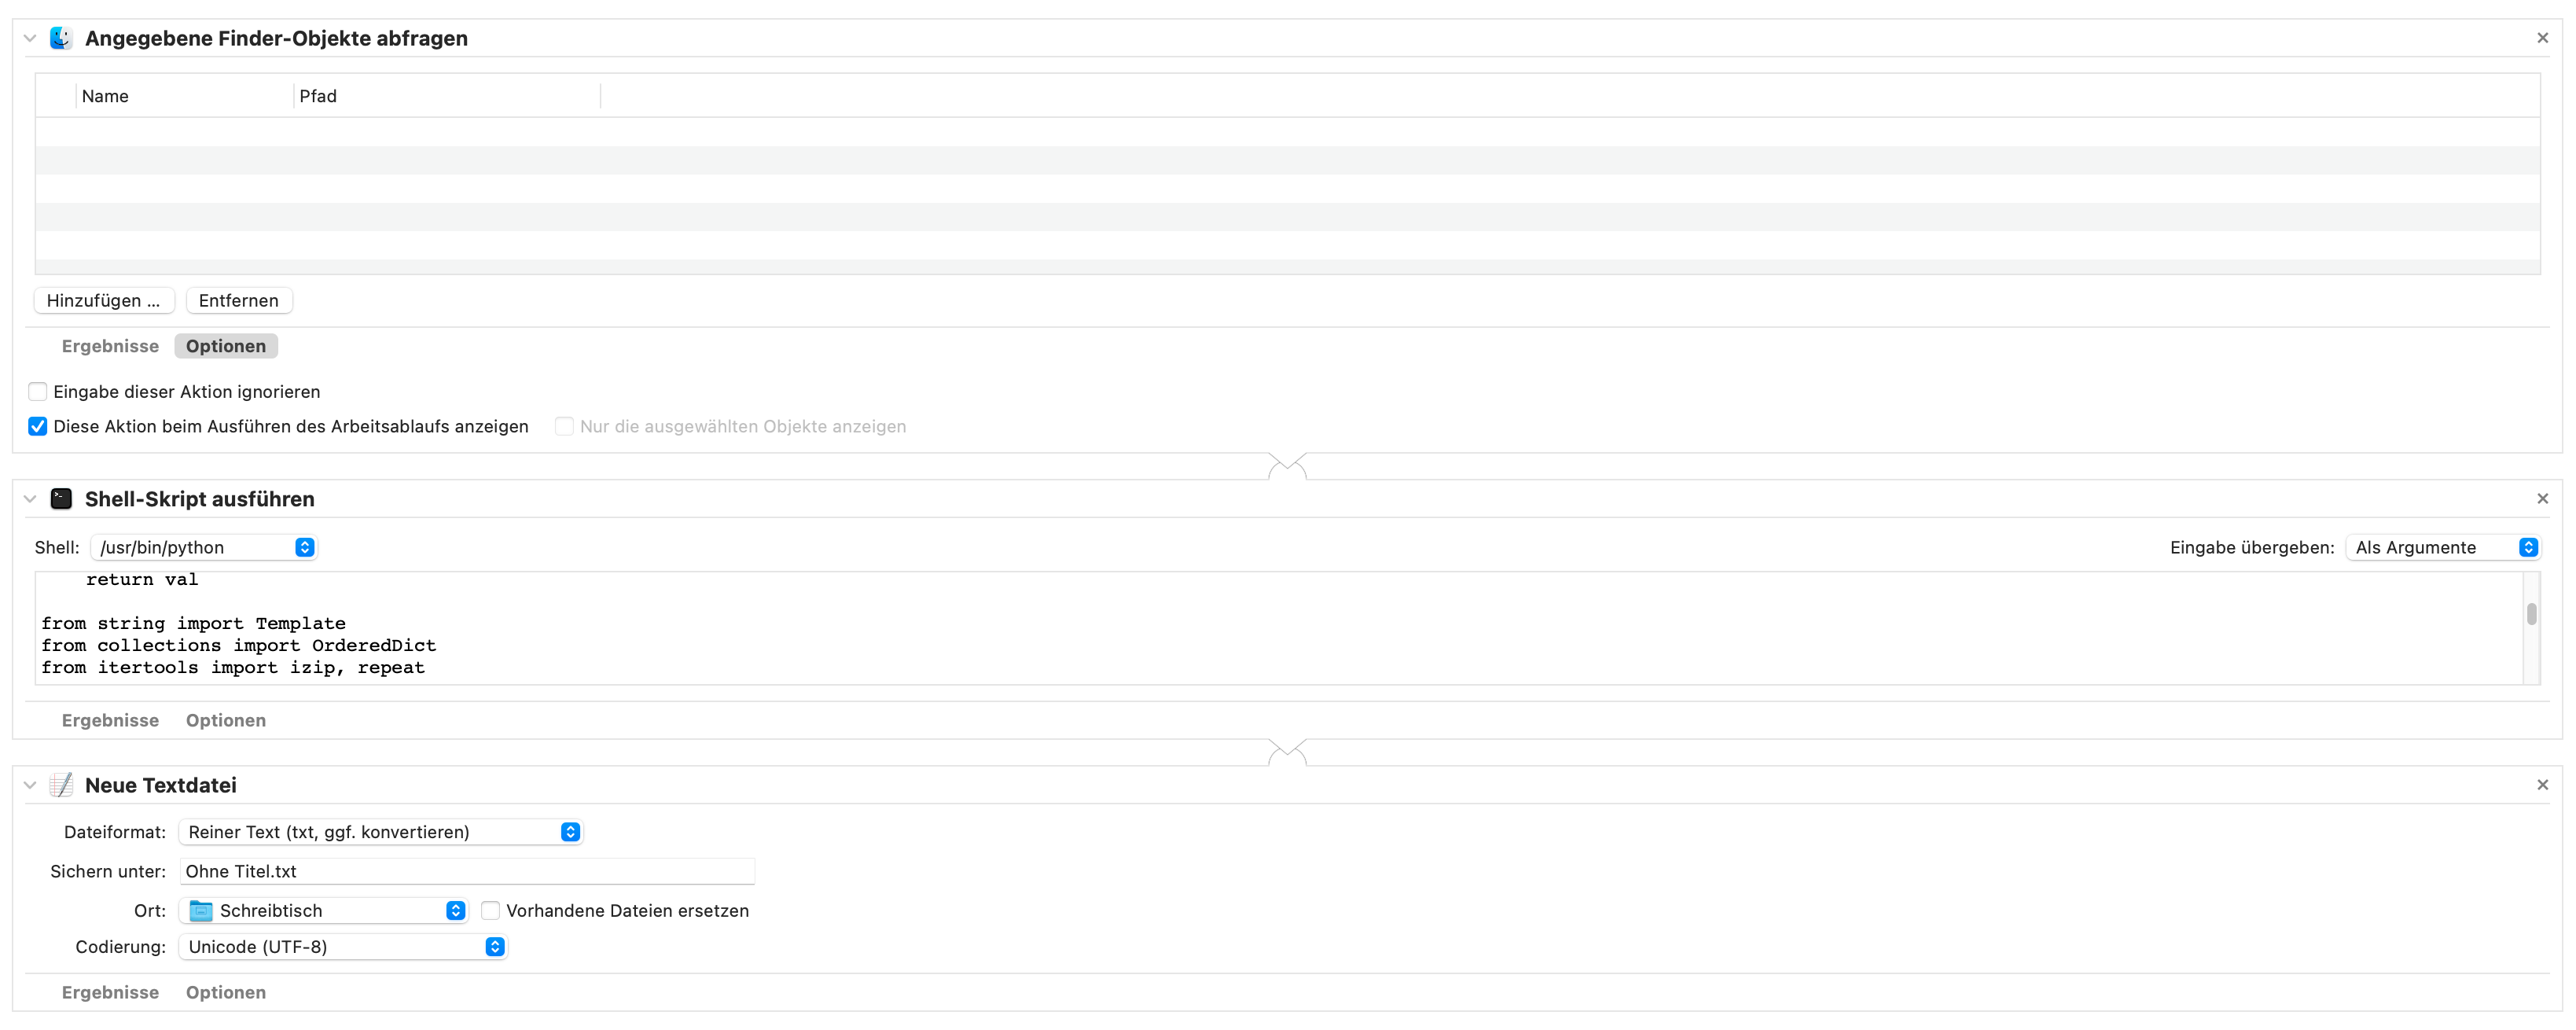 Angegebene Finder-Objekte abfragen
Name Pfad
Hinzufügen ... Entfernen
Ergebnisse Optionen
Eingabe dieser Aktion ignorieren
Diese Aktion beim Ausführen des Arbeitsablaufs anzeigen Nur die ausgewählten Objekte anzeigen
Shell-Skript ausführen
Shell: /usr/bin/python Eingabe übergeben: Als Argumente
return val
from string import Template
from collections import OrderedDict
from itertools import izip, repeat
Ergebnisse Optionen
Neue Textdatei
Dateiformat: Reiner Text (txt, ggf. konvertieren)
Sichern unter: Ohne Titel.txt
Ort: Schreibtisch Vorhandene Dateien ersetzen
Codierung: Unicode (UTF-8)
Ergebnisse Optionen